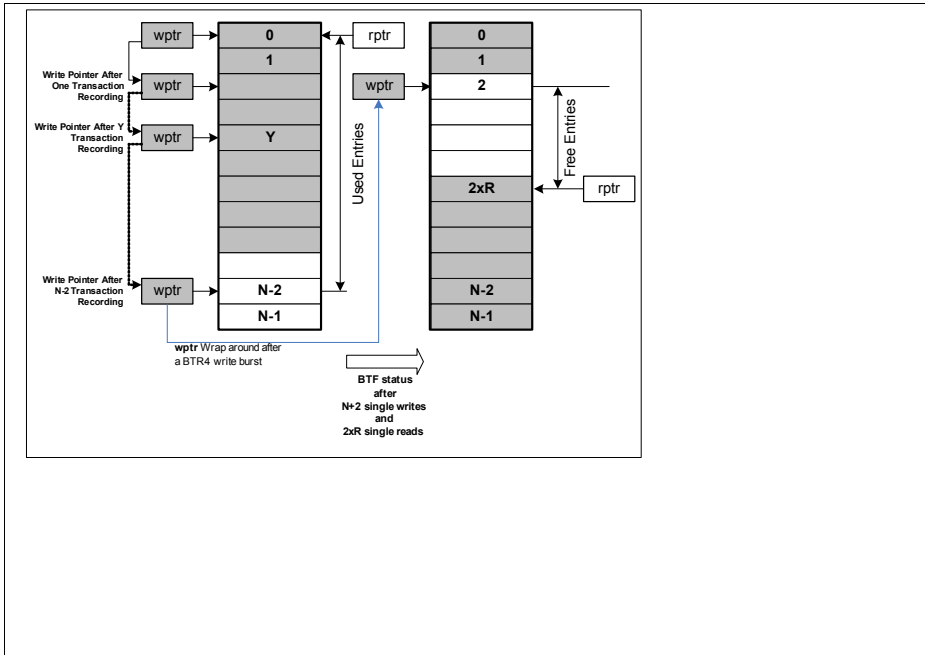 wptr
0
rptr
0
1
1
Write Pointer After
One Transaction
Recording
wptr
wptr
2
Write Pointer After Y
Transaction
Recording
wptr
Y
Used Entries
Free Entries
2xR
rptr
Write Pointer After
N-2 Transaction
Recording
wptr
N-2
N-2
N-1
N-1
wptr Wrap around after
a BTR4 write burst
BTF status
after
N+2 single writes
and
2xR single reads